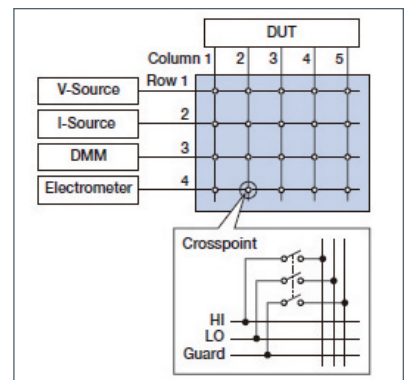 DUT
Column 1 2 3 4 5
Row 1
V-Source
I-Source 2
DMM 3
Electrometer 4
Crosspoint
HI
LO
Guard